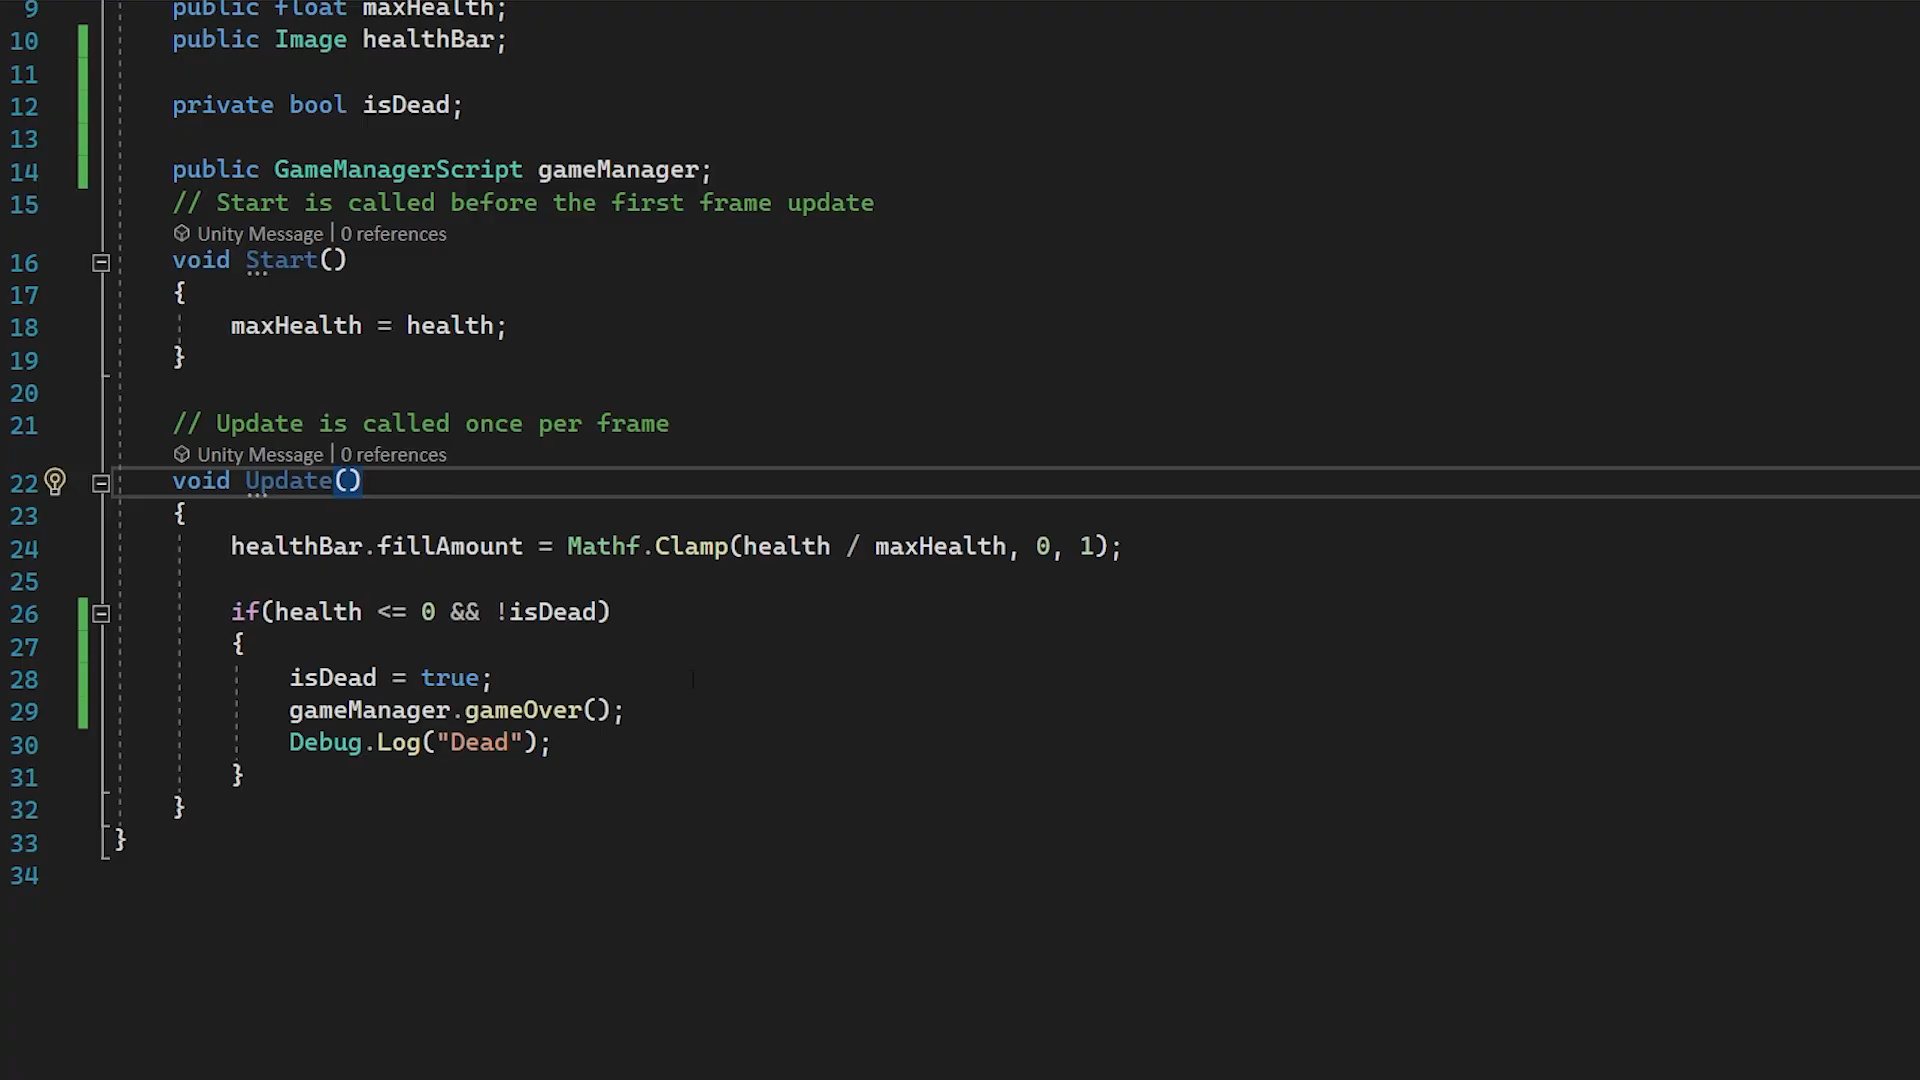 9 public float maxHealth;
10 public Image healthBar;
11
12 private bool isDead;
13
14 public GameManagerScript gameManager;
15 // Start is called before the first frame update
Unity Message | 0 references
16 void Start()
17 {
18 maxHealth = health;
19 }
20
21 // Update is called once per frame
Unity Message | 0 references
22 void Update()
23 {
24 healthBar.fillAmount = Mathf.Clamp(health / maxHealth, 0, 1);
25
26 if(health <= 0 && !isDead)
27 {
28 isDead = true;
29 gameManager.gameOver();
30 Debug.Log("Dead");
31 }
32 }
33 }
34